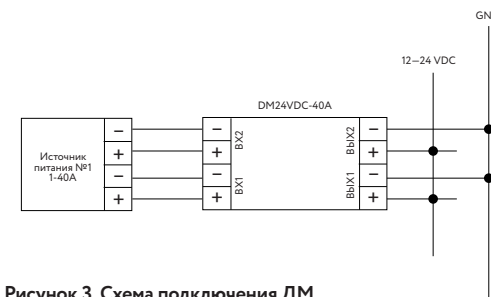 GN
12–24 VDC
DM24VDC-40A
Источник
питания №1
1-40А
–
+
–
+
–
+
–
+
ВХ2
ВХ1
ВЫХ2
ВЫХ1
–
+
–
+
Рисунок 3. Схема подключения ДМ